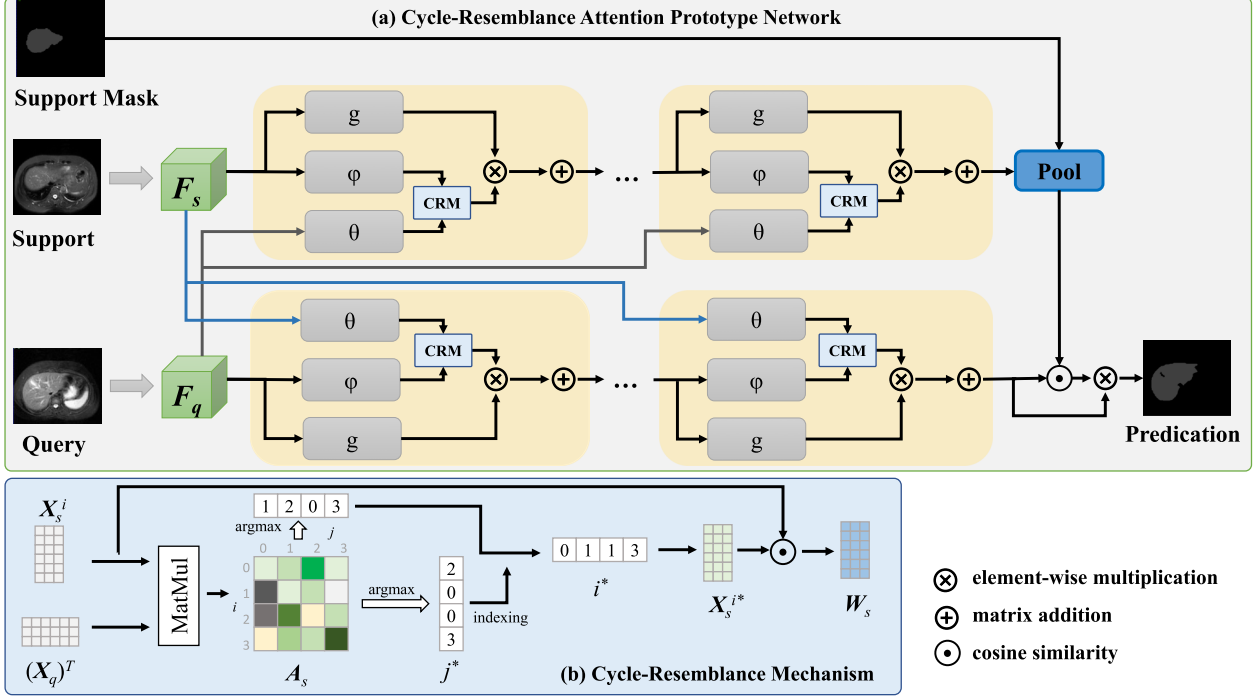 (a) Cycle-Resemblance Attention Prototype Network
Support Mask
g
g
φ
φ
Pool
F_s
CRM
CRM
...
Support
θ
θ
θ
θ
CRM
CRM
F_q
φ
φ
...
Query
g
g
Predication
X_s^i
1 2 0 3
argmax
j
0 1 2 3
0
1
2
3
i
MatMul
argmax
2
0
0
3
indexing
0 1 1 3
i*
X_s^{i*}
W_s
(X_q)^T
A_s
j*
(b) Cycle-Resemblance Mechanism
element-wise multiplication
matrix addition
cosine similarity